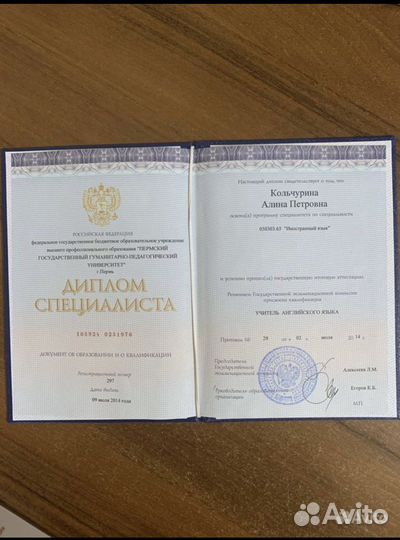 РОССИЙСКАЯ ФЕДЕРАЦИЯ
федеральное государственное бюджетное образовательное учреждение
высшего профессионального образования "ПЕРМСКИЙ
ГОСУДАРСТВЕННЫЙ ГУМАНИТАРНО-ПЕДАГОГИЧЕСКИЙ
УНИВЕРСИТЕТ"
г Пермь
ДИПЛОМ
СПЕЦИАЛИСТА
105924 0251976
ДОКУМЕНТ ОБ ОБРАЗОВАНИИ И О КВАЛИФИКАЦИИ
Регистрационный номер
297
Дата выдачи
09 июля 2014 года
Настоящий диплом свидетельствует о том, что
Кольчурина
Алина Петровна
освоил(а) программу специалитета по специальности
050303.65 "Иностранный язык"
и успешно прошел(а) государственную итоговую аттестацию
Решением Государственной экзаменационной комиссии
присвоена квалификация
УЧИТЕЛЬ АНГЛИЙСКОГО ЯЗЫКА
Протокол № 28 от « 02 » июля 2014 г.
Председатель
Государственной
экзаменационной комиссии
Алексеева Л.М.
Руководитель образовательной
организации
Егоров К.Б.
М.П.
Avito